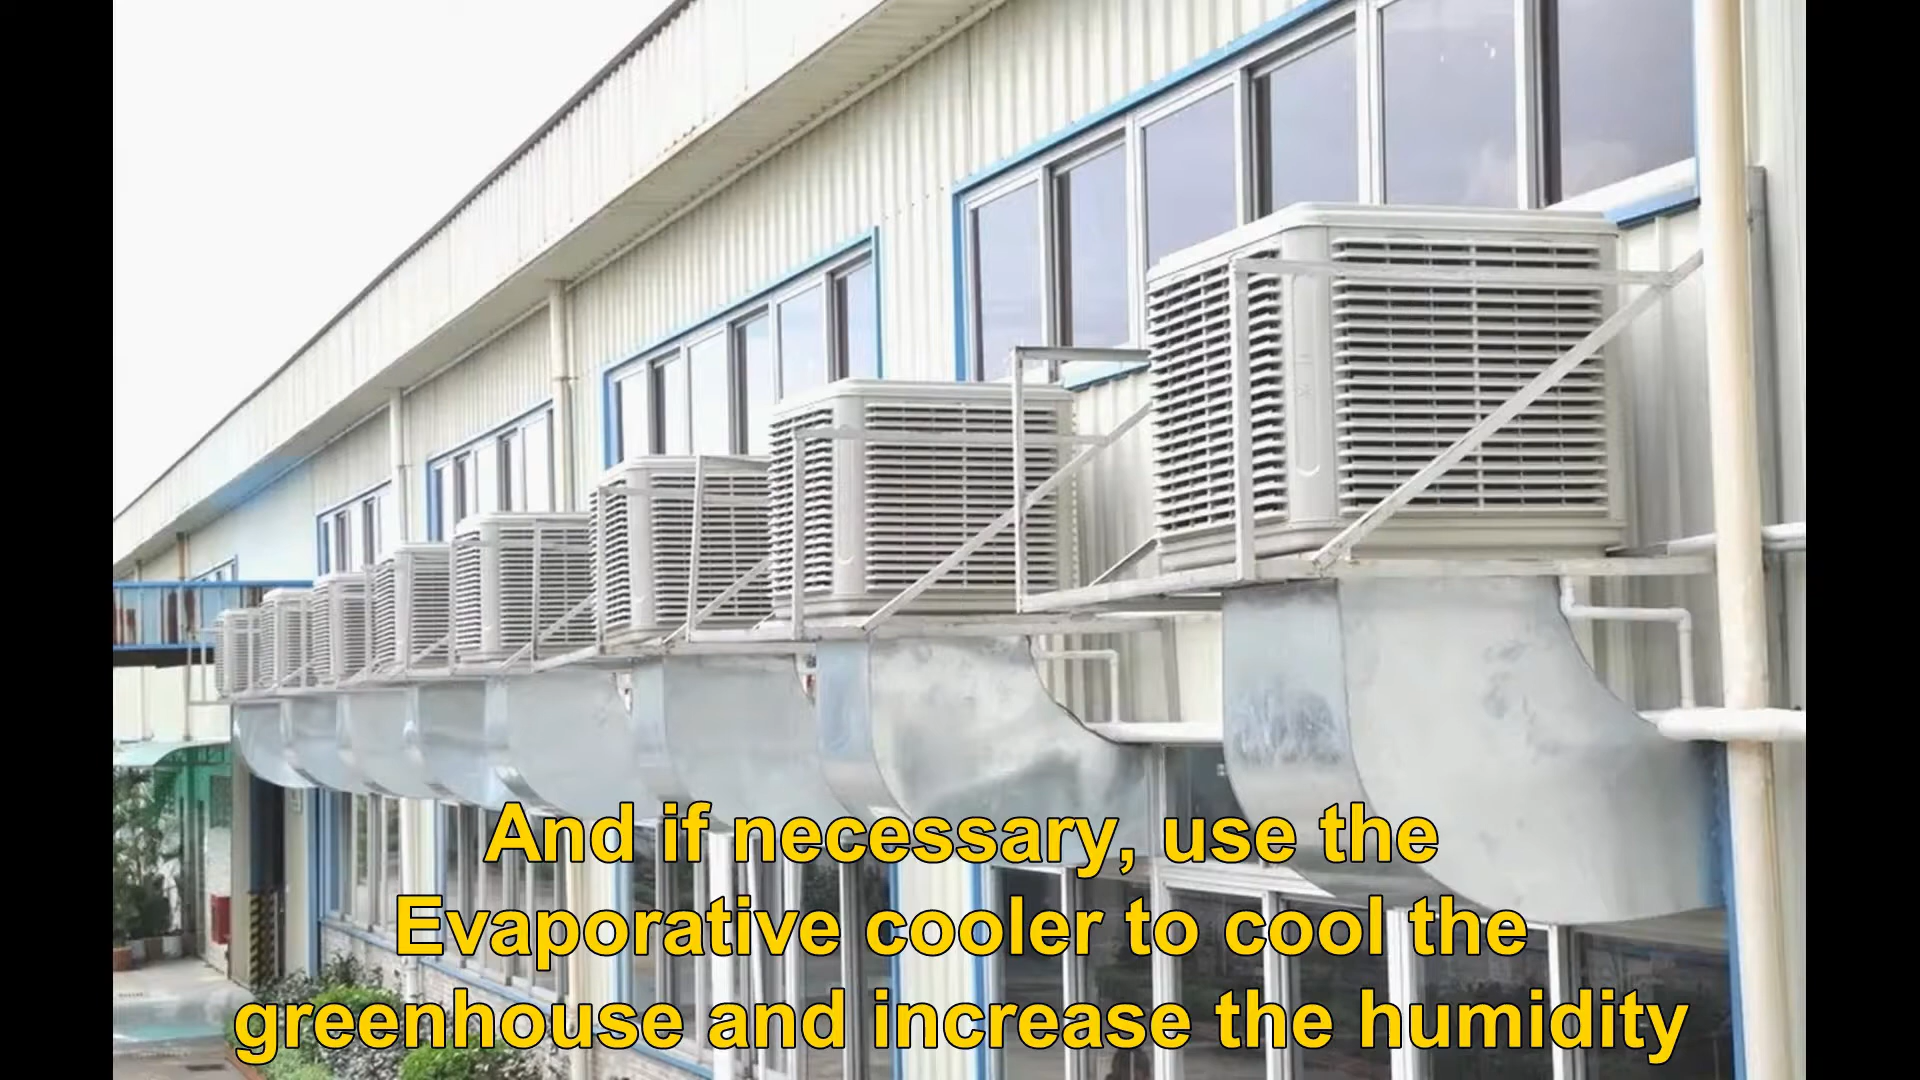 And if necessary, use the
Evaporative cooler to cool the
greenhouse and increase the humidity